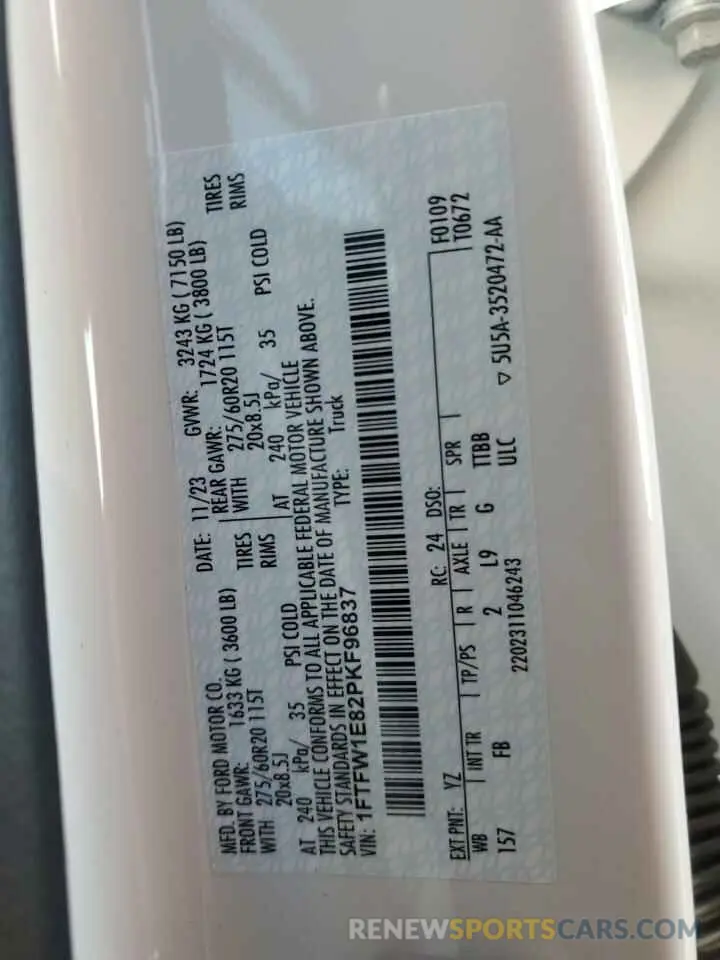 MFD. BY FORD MOTOR CO.
DATE: 11/23 GVWR: 3243 KG ( 7150 LB)
FRONT GAWR: 1633 KG ( 3600 LB)
REAR GAWR: 1724 KG ( 3800 LB)
WITH 275/60R20 115T TIRES
WITH 275/60R20 115T TIRES
20x8.5J RIMS
20x8.5J RIMS
AT 240 kPa/ 35 PSI COLD
AT 240 kPa/ 35 PSI COLD
THIS VEHICLE CONFORMS TO ALL APPLICABLE FEDERAL MOTOR VEHICLE
SAFETY STANDARDS IN EFFECT ON THE DATE OF MANUFACTURE SHOWN ABOVE.
VIN: 1FTFW1E82PKF96837 TYPE: Truck
F0109
EXT PNT: YZ RC: 24 DSO: T0672
WB INT TR TP/PS R AXLE TR SPR
157 FB 2 L9 G TTBB
2202311046243 ULC
▽ 5U5A-3520472-AA
RENEWSPORTSCARS.COM